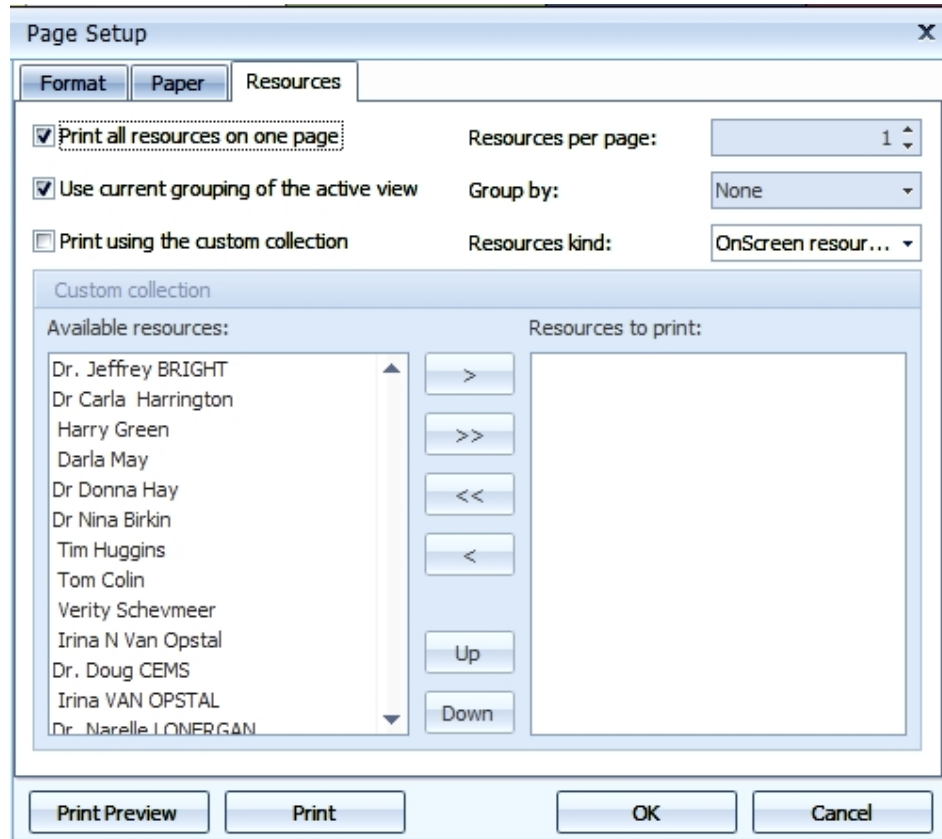 Page Setup
Format Paper Resources
Print all resources on one page Resources per page: 1
Use current grouping of the active view Group by: None
Print using the custom collection Resources kind: OnScreen resour...
Custom collection
Available resources: Resources to print:
Dr. Jeffrey BRIGHT
Dr Carla Harrington
Harry Green
Darla May
Dr Donna Hay
Dr Nina Birkin
Tim Huggins
Tom Colin
Verity Schevmeer
Irina N Van Opstal
Dr. Doug CEMS
Irina VAN OPSTAL
Dr. Narelle LONERGAN
>
>>
<<
<
Up
Down
Print Preview Print OK Cancel